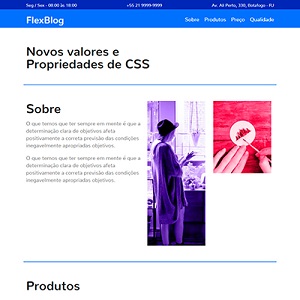 Seg / Sex - 08:00 às 18:00
+55 21 9999-9999
Av. Ali Perto, 330, Botafogo - RJ
FlexBlog
Sobre Produtos Preço Qualidade
Novos valores e
Propriedades de CSS
Sobre
O que temos que ter sempre em mente é que a
determinação clara de objetivos afeta
positivamente a correta previsão das condições
inegavelmente apropriadas objetivos.
O que temos que ter sempre em mente é que a
determinação clara de objetivos afeta
positivamente a correta previsão das condições
inegavelmente apropriadas objetivos.
Produtos